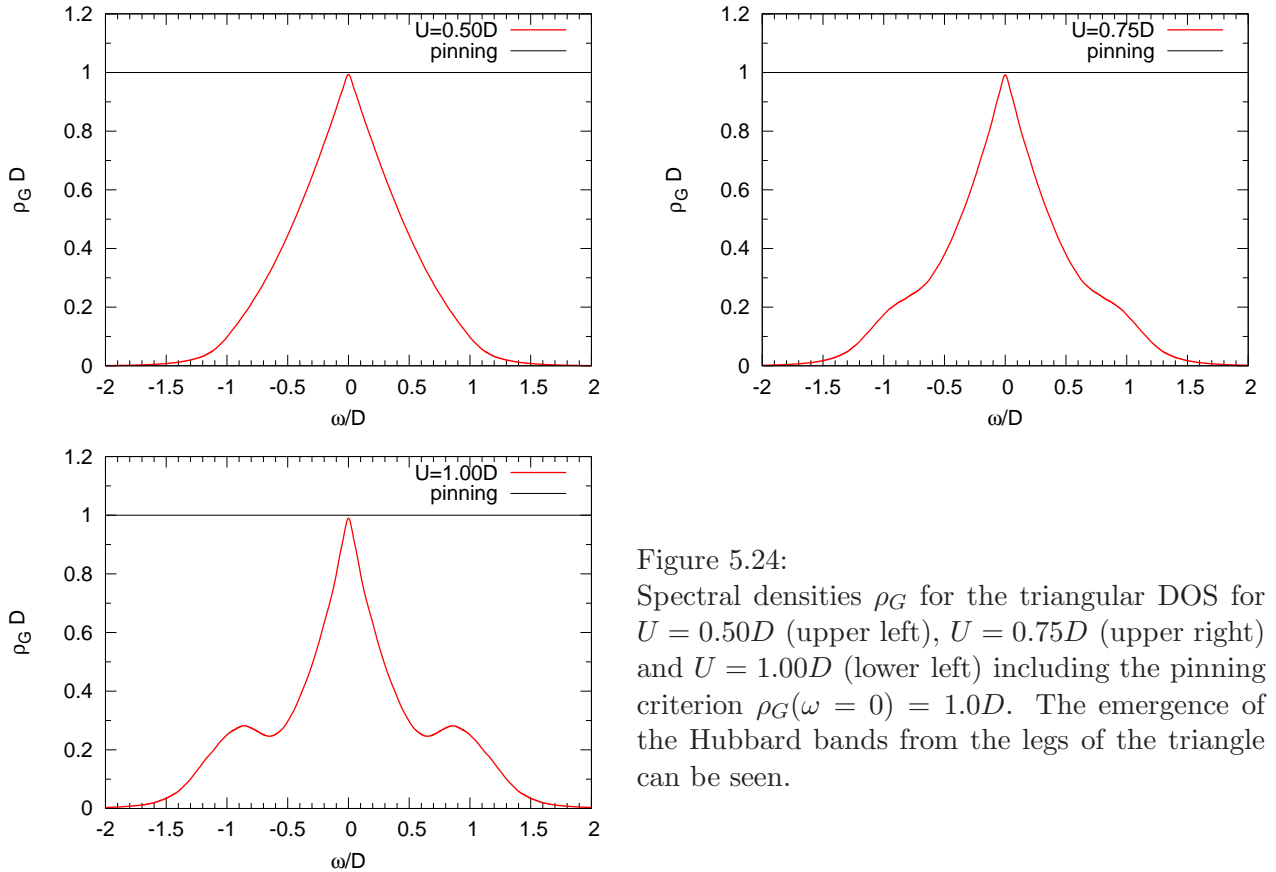 1.2
1
0.8
0.6
0.4
0.2
0
ρG D
U=0.50D
pinning
-2 -1.5 -1 -0.5 0 0.5 1 1.5 2
ω/D
1.2
1
0.8
0.6
0.4
0.2
0
ρG D
U=0.75D
pinning
-2 -1.5 -1 -0.5 0 0.5 1 1.5 2
ω/D
1.2
1
0.8
0.6
0.4
0.2
0
ρG D
U=1.00D
pinning
-2 -1.5 -1 -0.5 0 0.5 1 1.5 2
ω/D
Figure 5.24:
Spectral densities ρG for the triangular DOS for
U = 0.50D (upper left), U = 0.75D (upper right)
and U = 1.00D (lower left) including the pinning
criterion ρG(ω = 0) = 1.0D. The emergence of
the Hubbard bands from the legs of the triangle
can be seen.